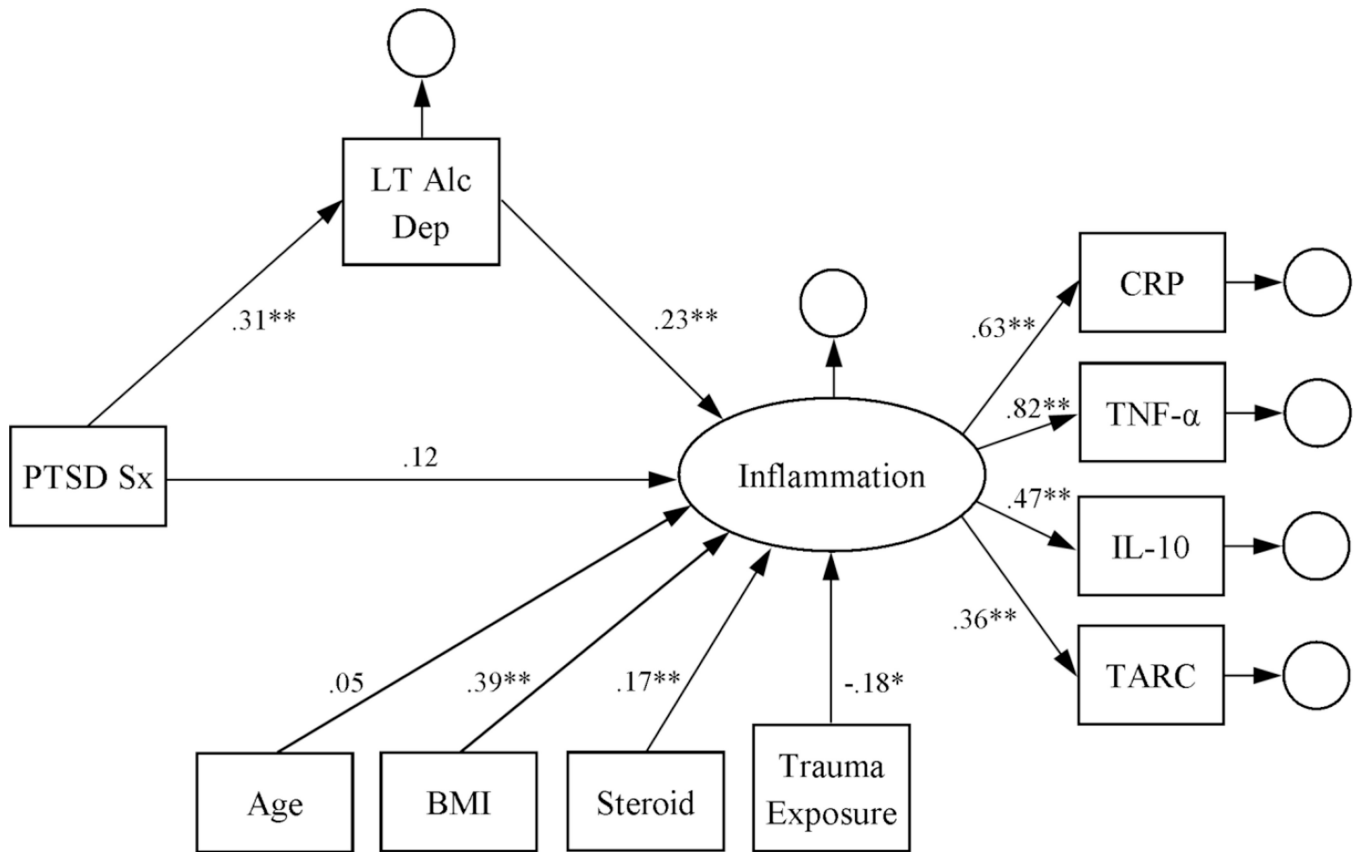 LT Alc
Dep
.31**
.23**
PTSD Sx
.12
Inflammation
.63**
CRP
.82**
TNF-α
.47**
IL-10
.36**
TARC
.05
.39**
.17**
-.18*
Age
BMI
Steroid
Trauma
Exposure